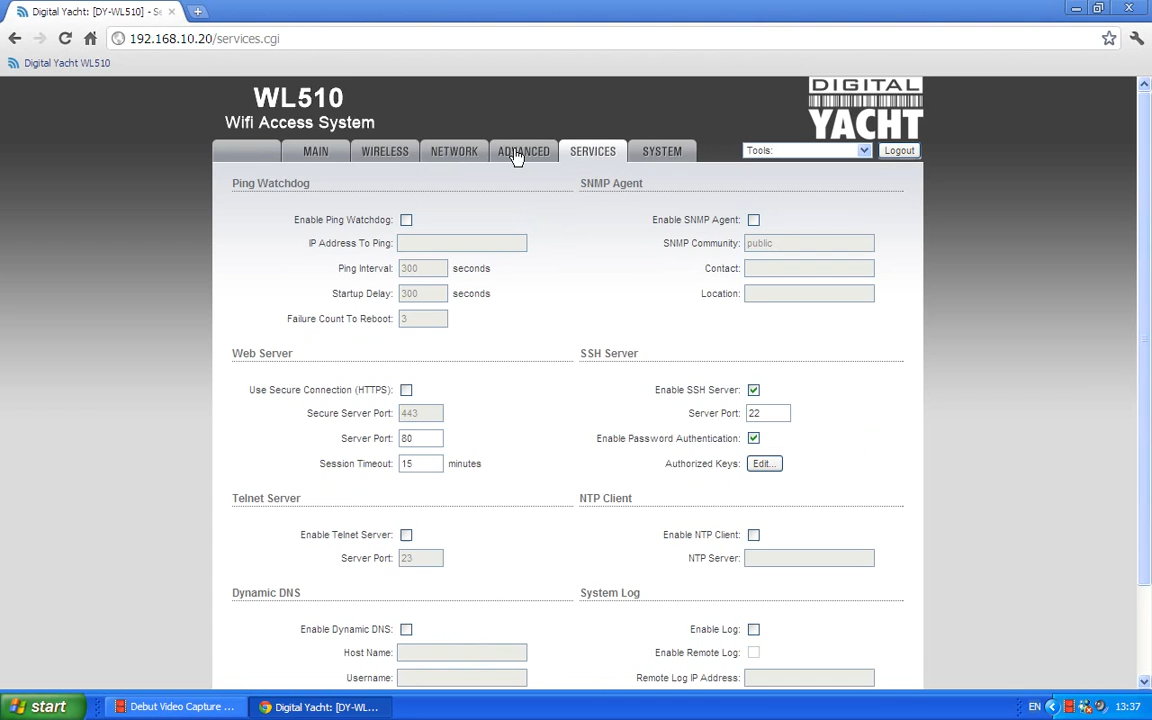 Digital Yacht: [DY-WL510] - Se
192.168.10.20/services.cgi
Digital Yacht WL510
WL510
Wifi Access System
DIGITAL
YACHT
MAIN WIRELESS NETWORK ADVANCED SERVICES SYSTEM Tools: Logout
Ping Watchdog
Enable Ping Watchdog:
IP Address To Ping:
Ping Interval: 300 seconds
Startup Delay: 300 seconds
Failure Count To Reboot: 3
SNMP Agent
Enable SNMP Agent:
SNMP Community: public
Contact:
Location:
Web Server
Use Secure Connection (HTTPS):
Secure Server Port: 443
Server Port: 80
Session Timeout: 15 minutes
SSH Server
Enable SSH Server:
Server Port: 22
Enable Password Authentication:
Authorized Keys: Edit...
Telnet Server
Enable Telnet Server:
Server Port: 23
NTP Client
Enable NTP Client:
NTP Server:
Dynamic DNS
Enable Dynamic DNS:
Host Name:
Username:
System Log
Enable Log:
Enable Remote Log:
Remote Log IP Address:
start Debut Video Capture ... Digital Yacht: [DY-WL... EN 13:37